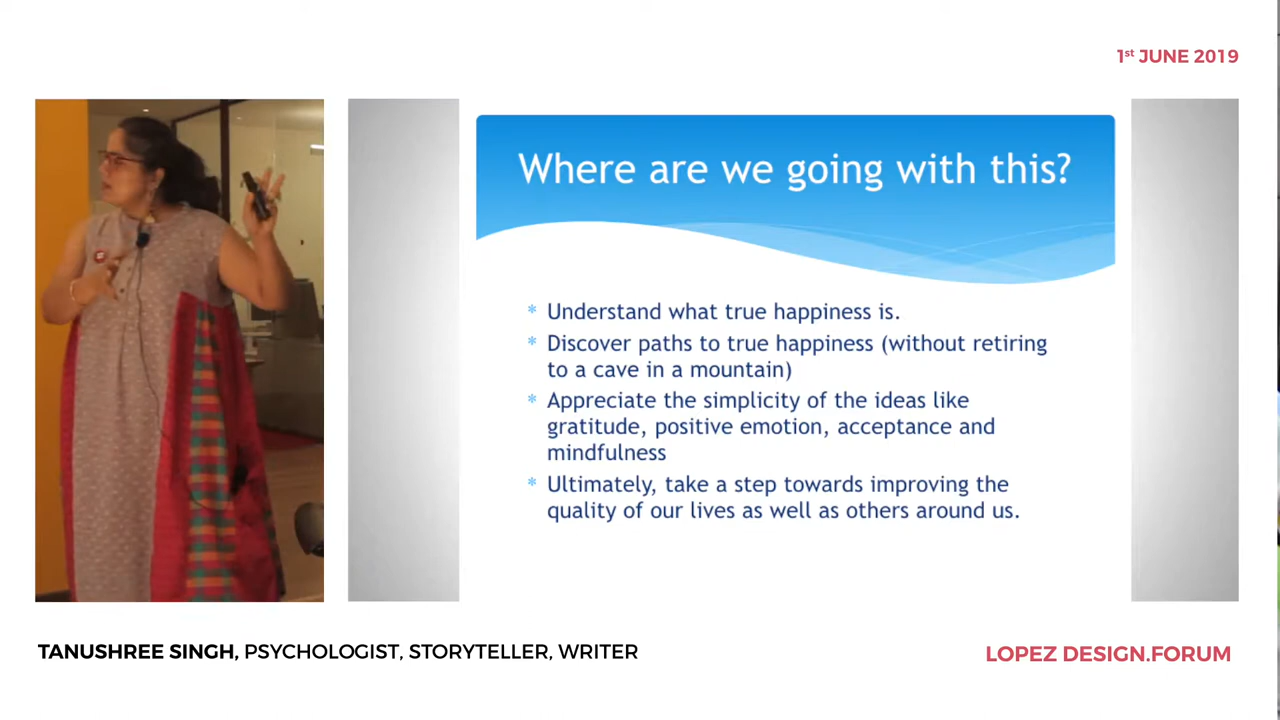 1st JUNE 2019
Where are we going with this?
* Understand what true happiness is.
* Discover paths to true happiness (without retiring
to a cave in a mountain)
* Appreciate the simplicity of the ideas like
gratitude, positive emotion, acceptance and
mindfulness
* Ultimately, take a step towards improving the
quality of our lives as well as others around us.
TANUSHREE SINGH, PSYCHOLOGIST, STORYTELLER, WRITER
LOPEZ DESIGN.FORUM